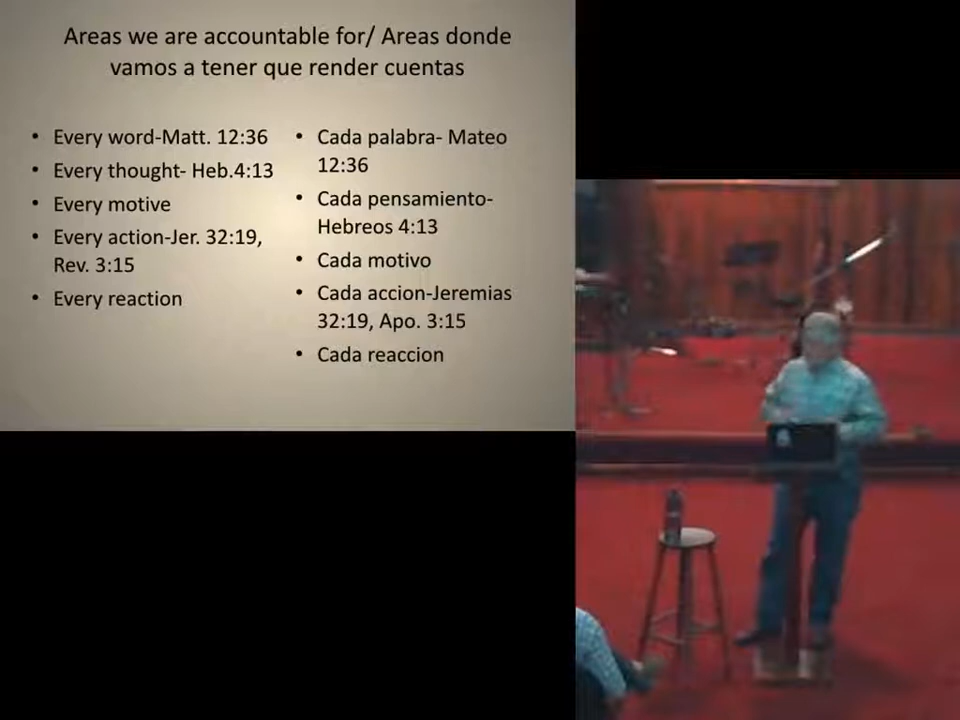 Areas we are accountable for/ Areas donde
vamos a tener que render cuentas
• Every word-Matt. 12:36
• Every thought- Heb.4:13
• Every motive
• Every action-Jer. 32:19,
Rev. 3:15
• Every reaction
• Cada palabra- Mateo
12:36
• Cada pensamiento-
Hebreos 4:13
• Cada motivo
• Cada accion-Jeremias
32:19, Apo. 3:15
• Cada reaccion